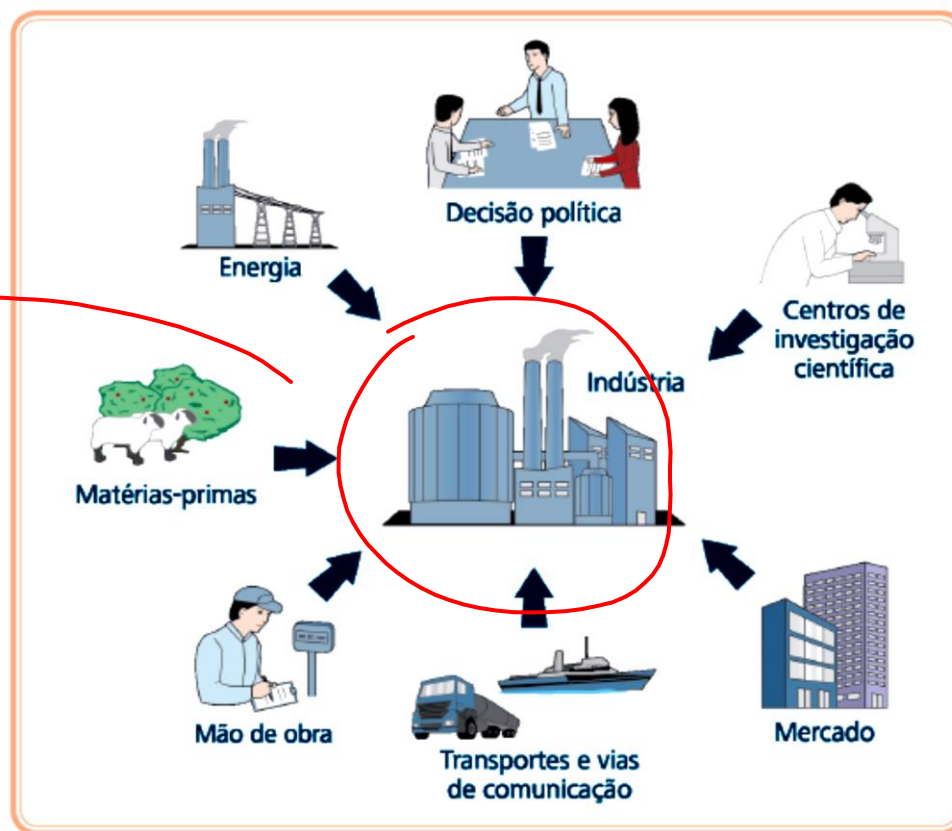 Decisão política
Energia
Centros de
investigação
científica
Indústria
Matérias-primas
Mão de obra
Transportes e vias
de comunicação
Mercado